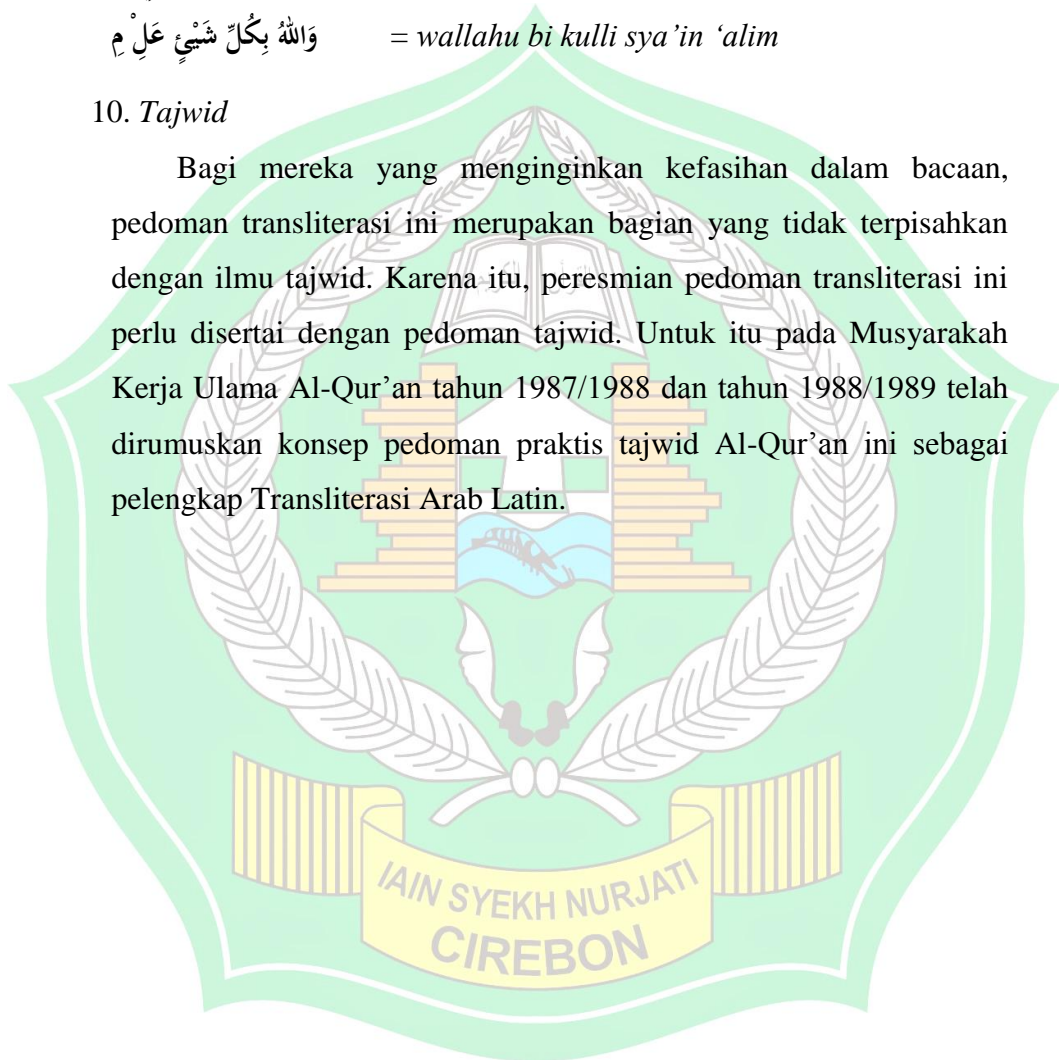 وَاللهُ بِكُلِّ شَيْئٍ عَلِْ مِ = wallahu bi kulli sya’in ‘alim
10. Tajwid
Bagi mereka yang menginginkan kefasihan dalam bacaan,
pedoman transliterasi ini merupakan bagian yang tidak terpisahkan
dengan ilmu tajwid. Karena itu, peresmian pedoman transliterasi ini
perlu disertai dengan pedoman tajwid. Untuk itu pada Musyarakah
Kerja Ulama Al-Qur’an tahun 1987/1988 dan tahun 1988/1989 telah
dirumuskan konsep pedoman praktis tajwid Al-Qur’an ini sebagai
pelengkap Transliterasi Arab Latin.
IAIN SYEKH NURJATI
CIREBON